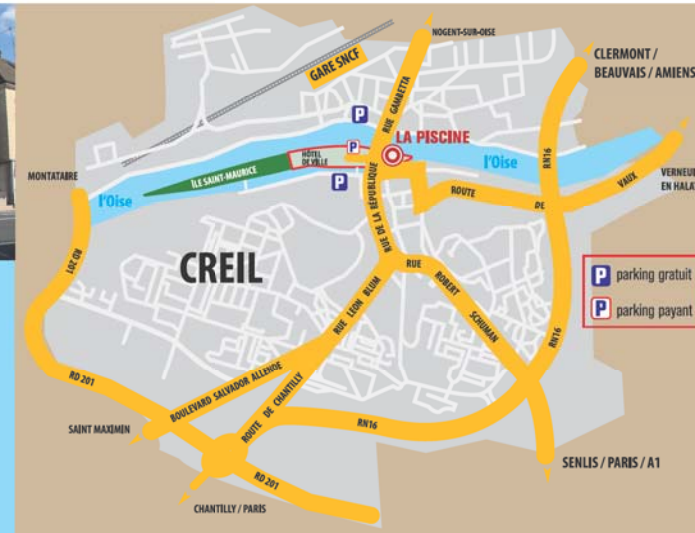 NOGENT-SUR-OISE
GARE SNCF
CLERMONT /
BEAUVAIS / AMIENS
RUE GAMBETTA
P
LA PISCINE
P
HÔTEL
DE VILLE
l'Oise
RN16
MONTATAIRE
l'Oise
ÎLE SAINT-MAURICE
P
ROUTE DE VAUX
VERNEUIL
EN HALA
RUE DE LA RÉPUBLIQUE
RD 201
CREIL
RUE ROBERT SCHUMAN
P parking gratuit
P parking payant
RUE LÉON BLUM
RN16
RD 201
BOULEVARD SALVADOR ALLENDE
ROUTE DE CHANTILLY
RN16
SAINT MAXIMIN
SENLIS / PARIS / A1
RD 201
CHANTILLY / PARIS